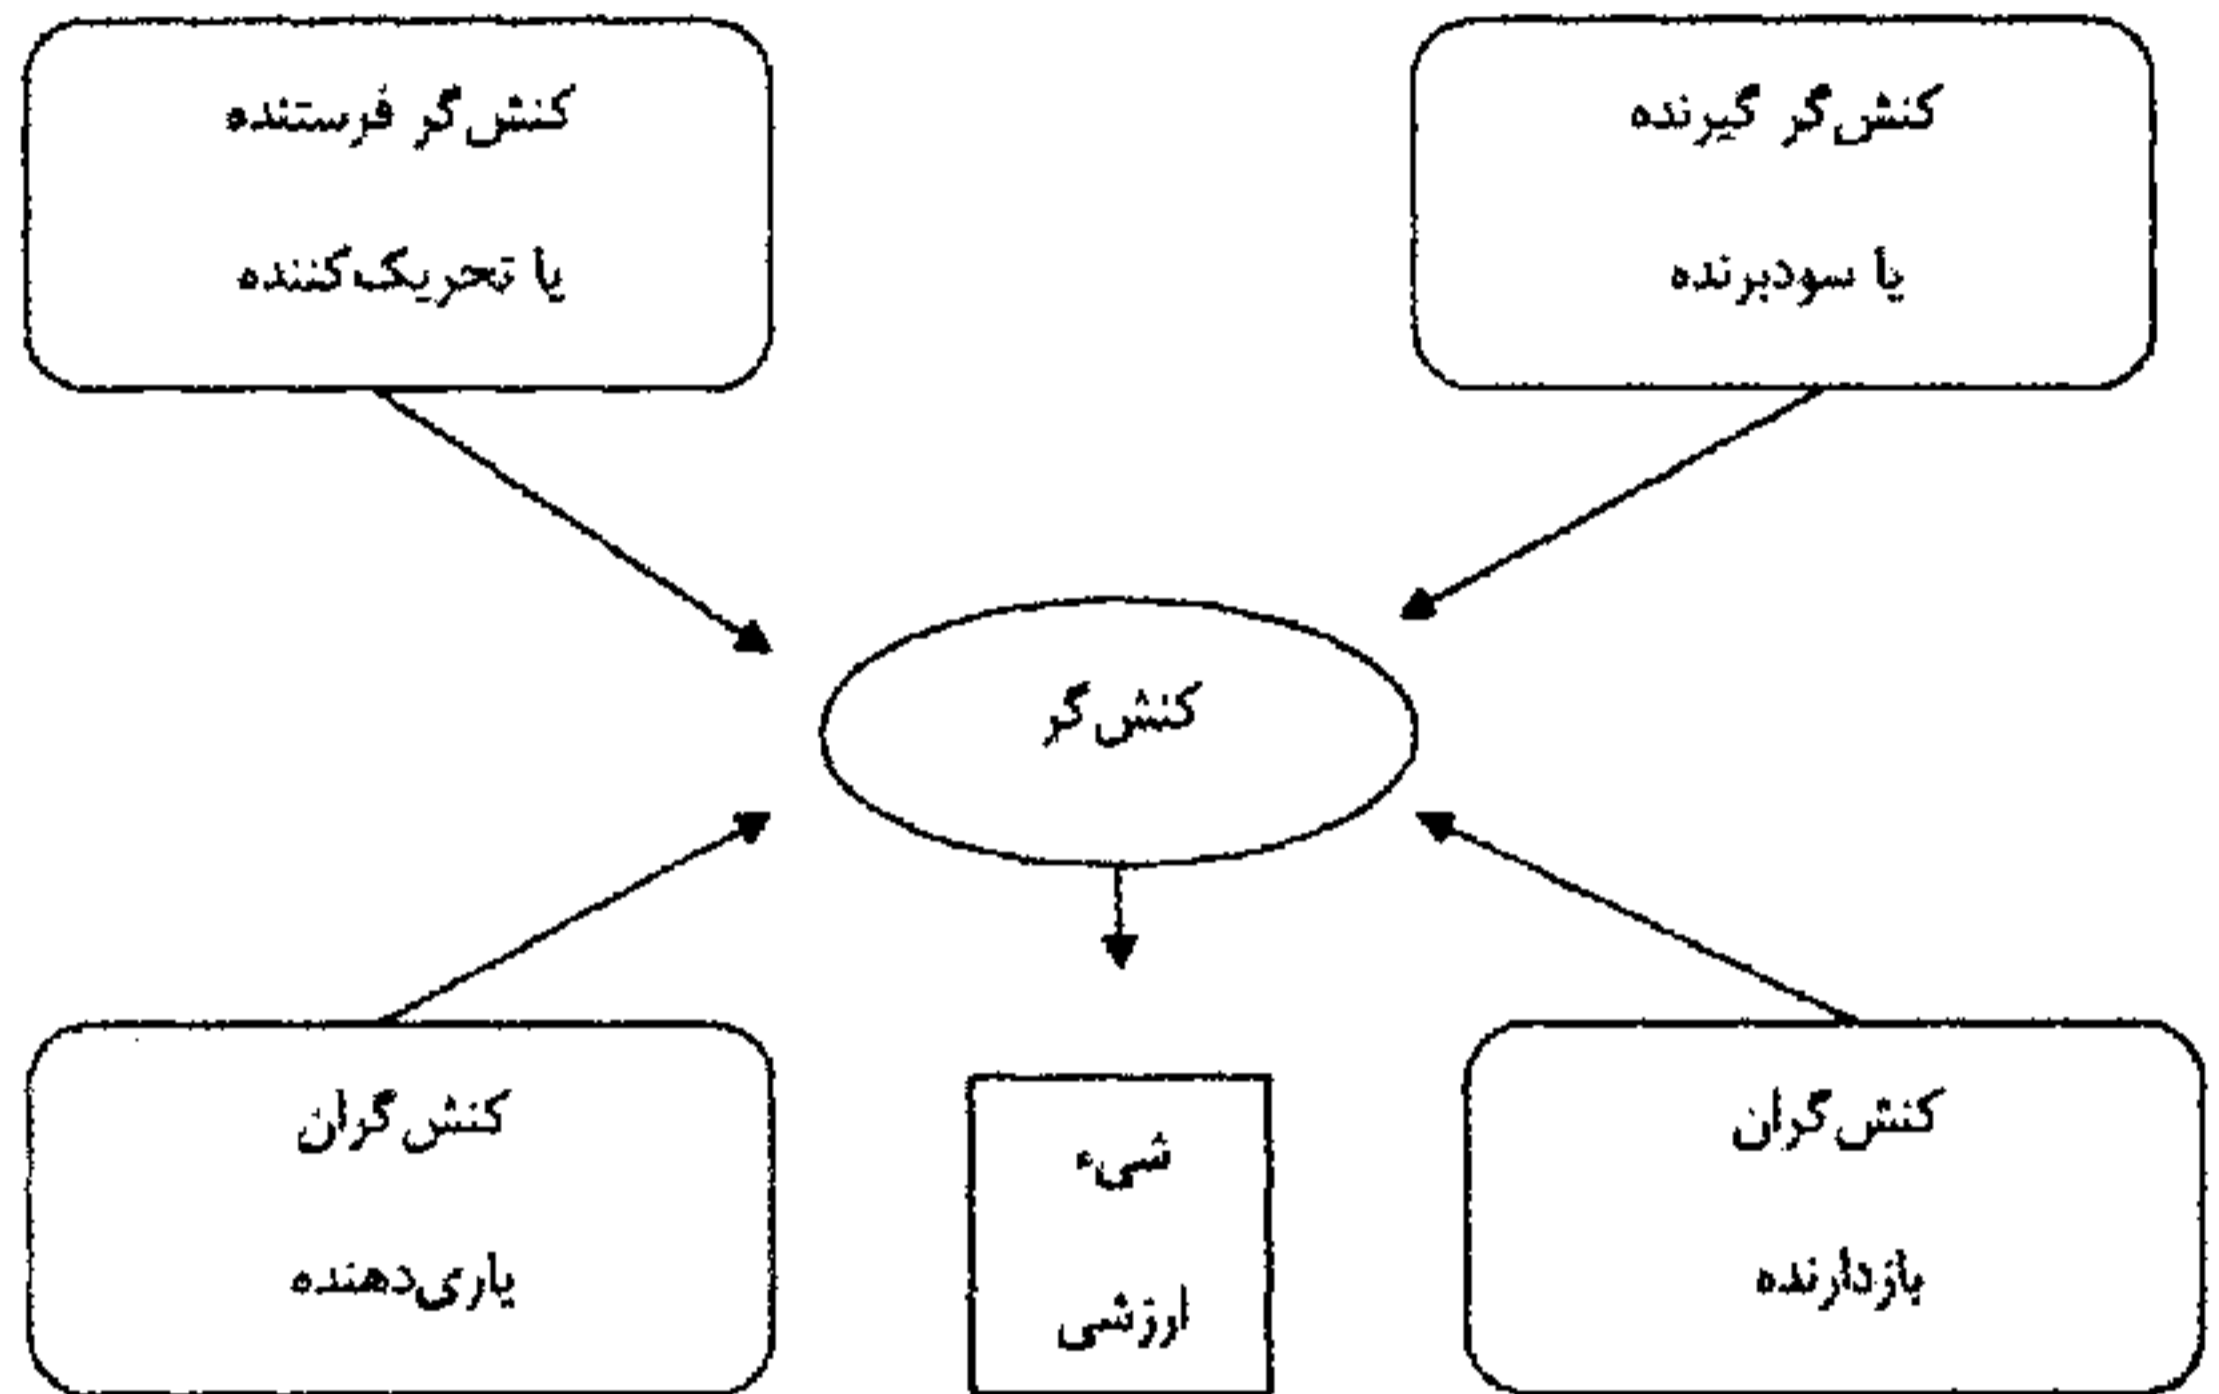 کنش‌گر گیرنده
یا سودبرنده
کنش‌گر فرستنده
یا تحریک‌کننده
کنش‌گر
کنش‌گران
بازدارنده
شیء
ارزشی
کنش‌گران
یاری‌دهنده